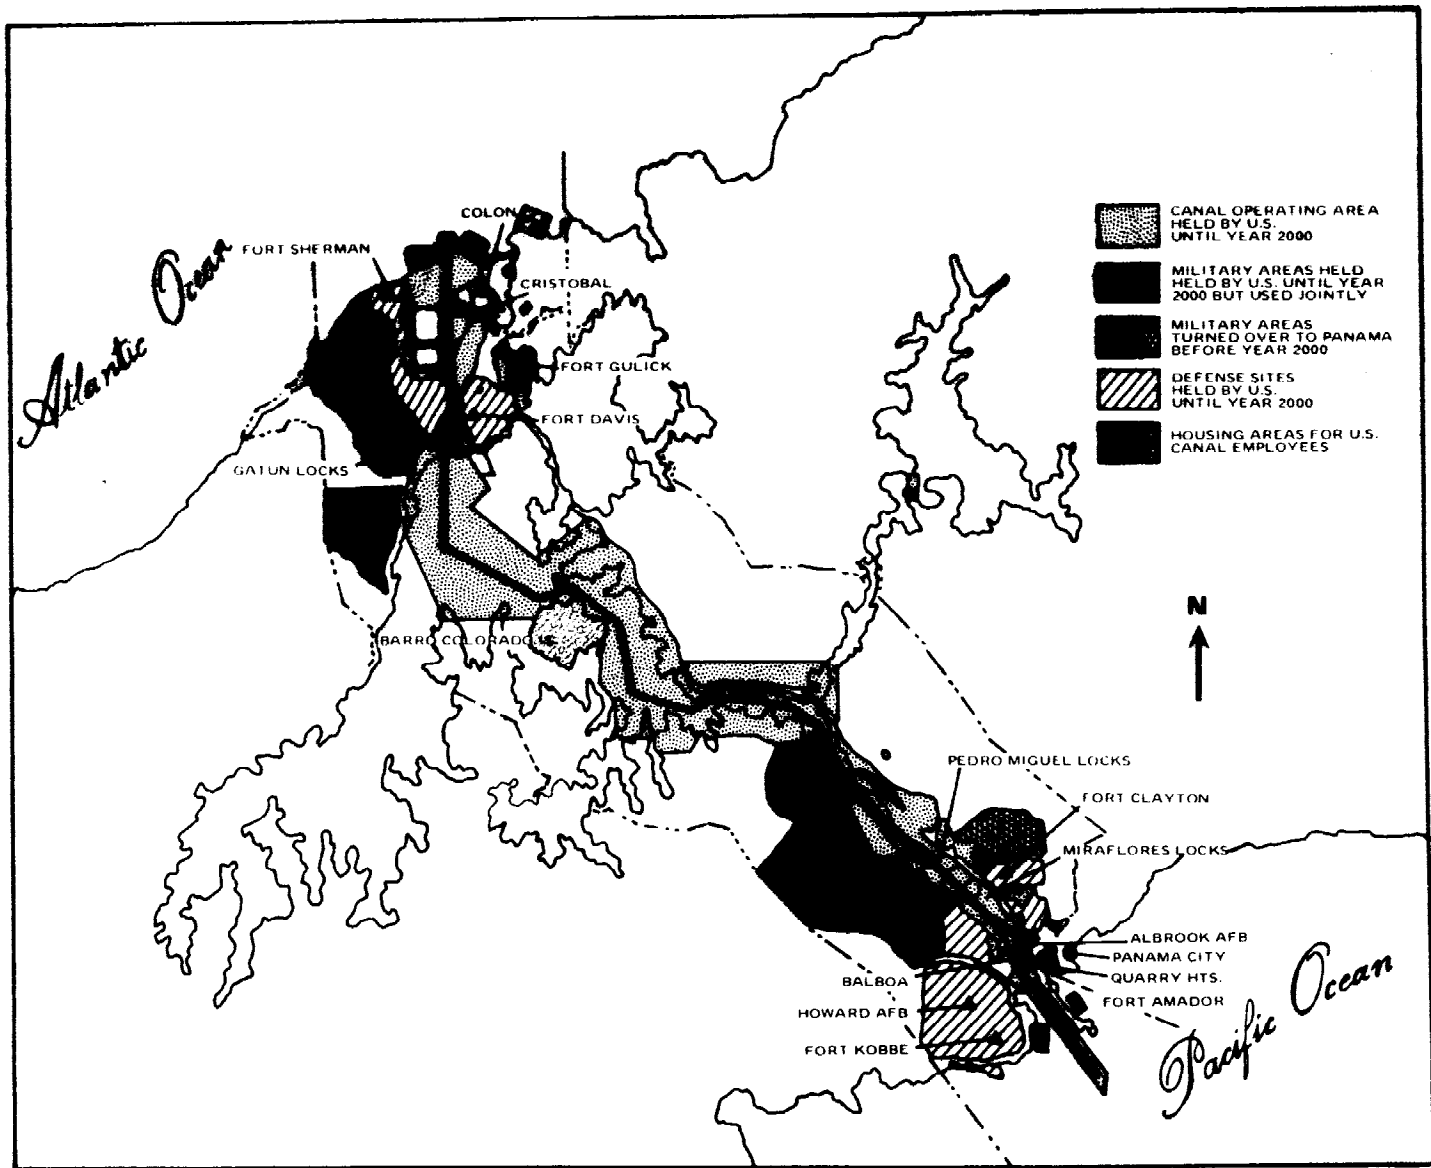 COLON
FORT SHERMAN
Atlantic Ocean
CRISTOBAL
FORT GULICK
FORT DAVIS
GATUN LOCKS
BARRO COLORADO
CANAL OPERATING AREA
HELD BY U.S.
UNTIL YEAR 2000
MILITARY AREAS HELD
HELD BY U.S. UNTIL YEAR
2000 BUT USED JOINTLY
MILITARY AREAS
TURNED OVER TO PANAMA
BEFORE YEAR 2000
DEFENSE SITES
HELD BY U.S.
UNTIL YEAR 2000
HOUSING AREAS FOR U.S.
CANAL EMPLOYEES
N
PEDRO MIGUEL LOCKS
FORT CLAYTON
MIRAFLORES LOCKS
ALBROOK AFB
PANAMA CITY
QUARRY HTS.
FORT AMADOR
BALBOA
HOWARD AFB
FORT KOBBE
Pacific Ocean